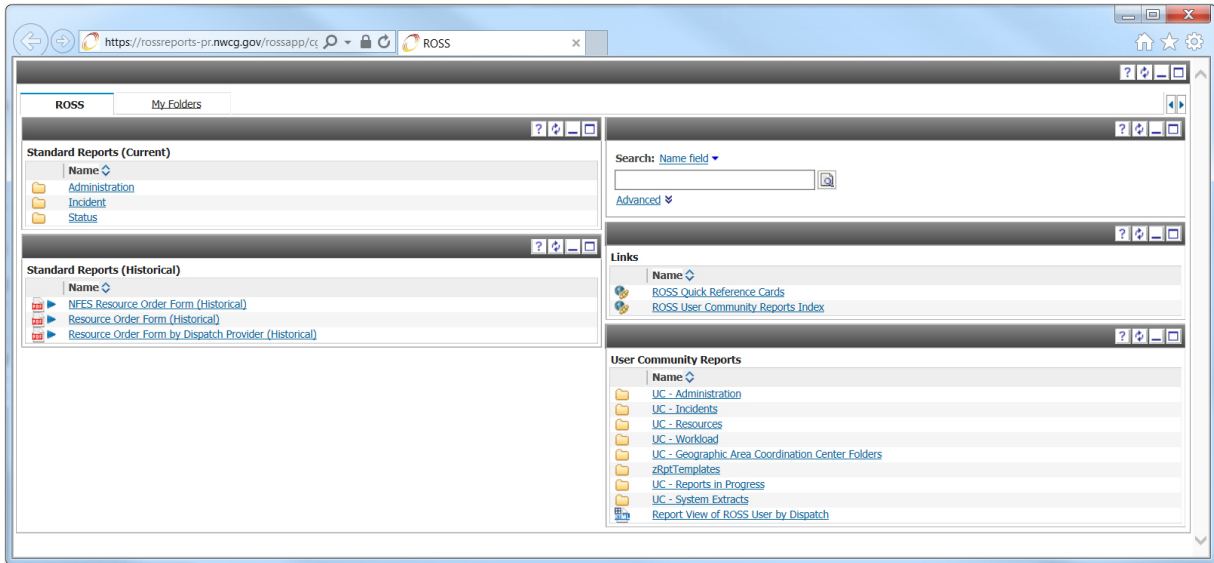 https://rossreports-pr.nwcg.gov/rossapp/cg
ROSS
ROSS
My Folders
Standard Reports (Current)
Name
Administration
Incident
Status
Standard Reports (Historical)
Name
NFES Resource Order Form (Historical)
Resource Order Form (Historical)
Resource Order Form by Dispatch Provider (Historical)
Search: Name field
Advanced
Links
Name
ROSS Quick Reference Cards
ROSS User Community Reports Index
User Community Reports
Name
UC - Administration
UC - Incidents
UC - Resources
UC - Workload
UC - Geographic Area Coordination Center Folders
zRptTemplates
UC - Reports in Progress
UC - System Extracts
Report View of ROSS User by Dispatch